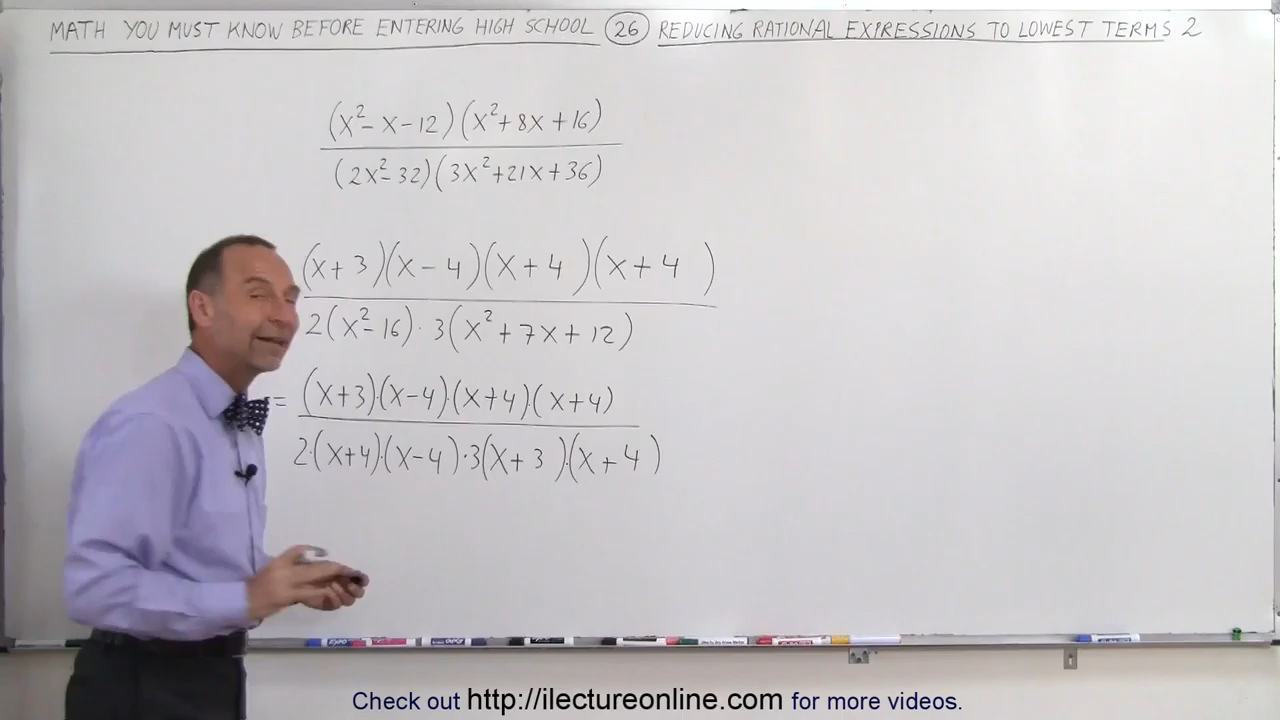 MATH YOU MUST KNOW BEFORE ENTERING HIGH SCHOOL (26) REDUCING RATIONAL EXPRESSIONS TO LOWEST TERMS 2
(x²-x-12)(x²+8x+16)
(2x²-32)(3x²+21x+36)
(x+3)(x-4)(x+4)(x+4)
2(x²-16)·3(x²+7x+12)
= (x+3)·(x-4)·(x+4)·(x+4)
2·(x+4)·(x-4)·3(x+3)·(x+4)
EXPO
Check out http://ilectureonline.com for more videos.